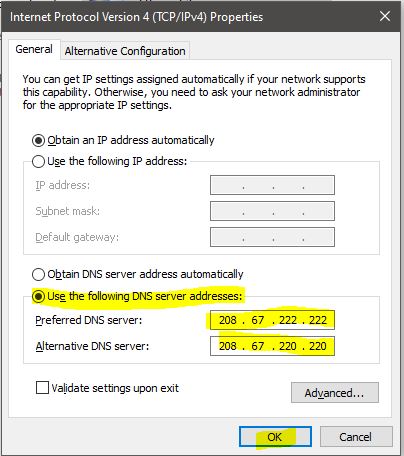 Internet Protocol Version 4 (TCP/IPv4) Properties
General
Alternative Configuration
You can get IP settings assigned automatically if your network supports
this capability. Otherwise, you need to ask your network administrator
for the appropriate IP settings.
Obtain an IP address automatically
Use the following IP address:
IP address:
Subnet mask:
Default gateway:
Obtain DNS server address automatically
Use the following DNS server addresses:
Preferred DNS server: 208 . 67 . 222 . 222
Alternative DNS server: 208 . 67 . 220 . 220
Validate settings upon exit
Advanced...
OK Cancel